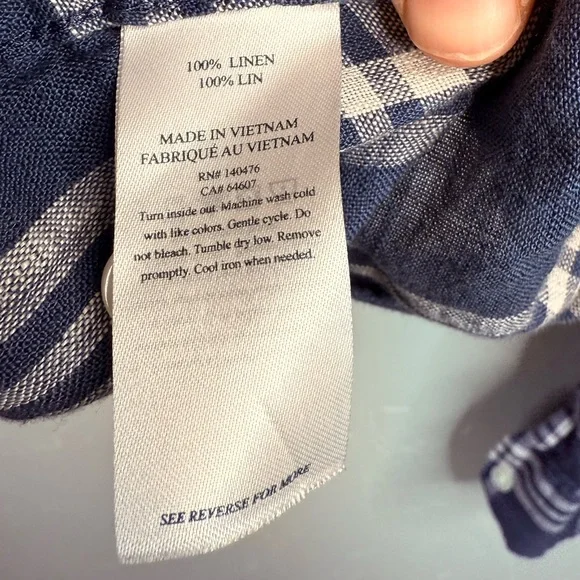 100% LINEN
100% LIN
MADE IN VIETNAM
FABRIQUÉ AU VIETNAM
RN# 140476
CA# 64607
Turn inside out. Machine wash cold
with like colors. Gentle cycle. Do
not bleach. Tumble dry low. Remove
promptly. Cool iron when needed.
SEE REVERSE FOR MORE